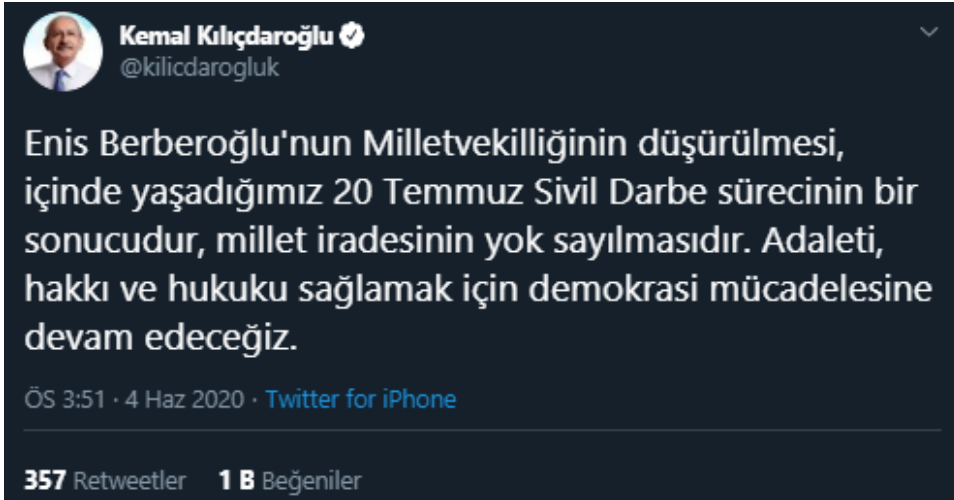 Kemal Kılıçdaroğlu
@kilicdarogluk
Enis Berberoğlu'nun Milletvekilliğinin düşürülmesi,
içinde yaşadığımız 20 Temmuz Sivil Darbe sürecinin bir
sonucudur, millet iradesinin yok sayılmasıdır. Adaleti,
hakkı ve hukuku sağlamak için demokrasi mücadelesine
devam edeceğiz.
ÖS 3:51 · 4 Haz 2020 · Twitter for iPhone
357 Retweetler 1 B Beğeniler